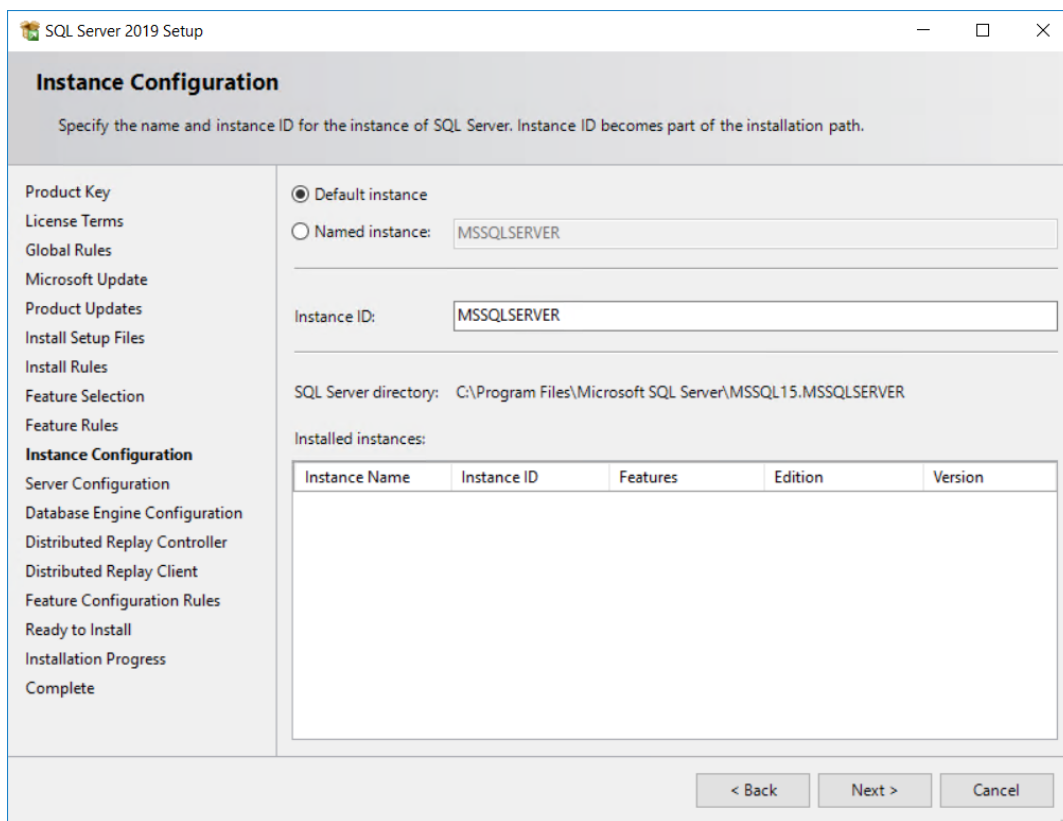 SQL Server 2019 Setup
Instance Configuration
Specify the name and instance ID for the instance of SQL Server. Instance ID becomes part of the installation path.
Product Key
License Terms
Global Rules
Microsoft Update
Product Updates
Install Setup Files
Install Rules
Feature Selection
Feature Rules
Instance Configuration
Server Configuration
Database Engine Configuration
Distributed Replay Controller
Distributed Replay Client
Feature Configuration Rules
Ready to Install
Installation Progress
Complete
Default instance
Named instance: MSSQLSERVER
Instance ID: MSSQLSERVER
SQL Server directory: C:\Program Files\Microsoft SQL Server\MSSQL15.MSSQLSERVER
Installed instances:
Instance Name Instance ID Features Edition Version
< Back Next > Cancel